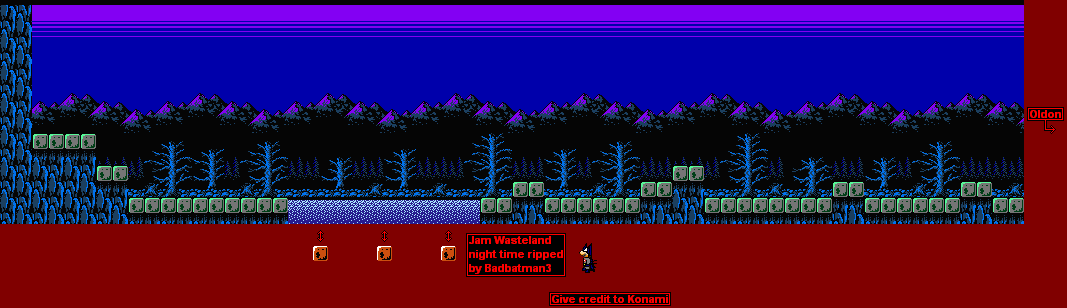 Oldon
Jam Wasteland
night time ripped
by Badbatman3
Give credit to Konami